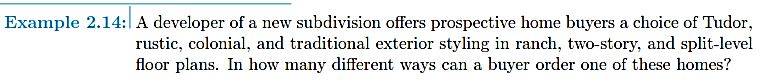 Example 2.14: A developer of a new subdivision offers prospective home buyers a choice of Tudor,
rustic, colonial, and traditional exterior styling in ranch, two-story, and split-level
floor plans. In how many different ways can a buyer order one of these homes?